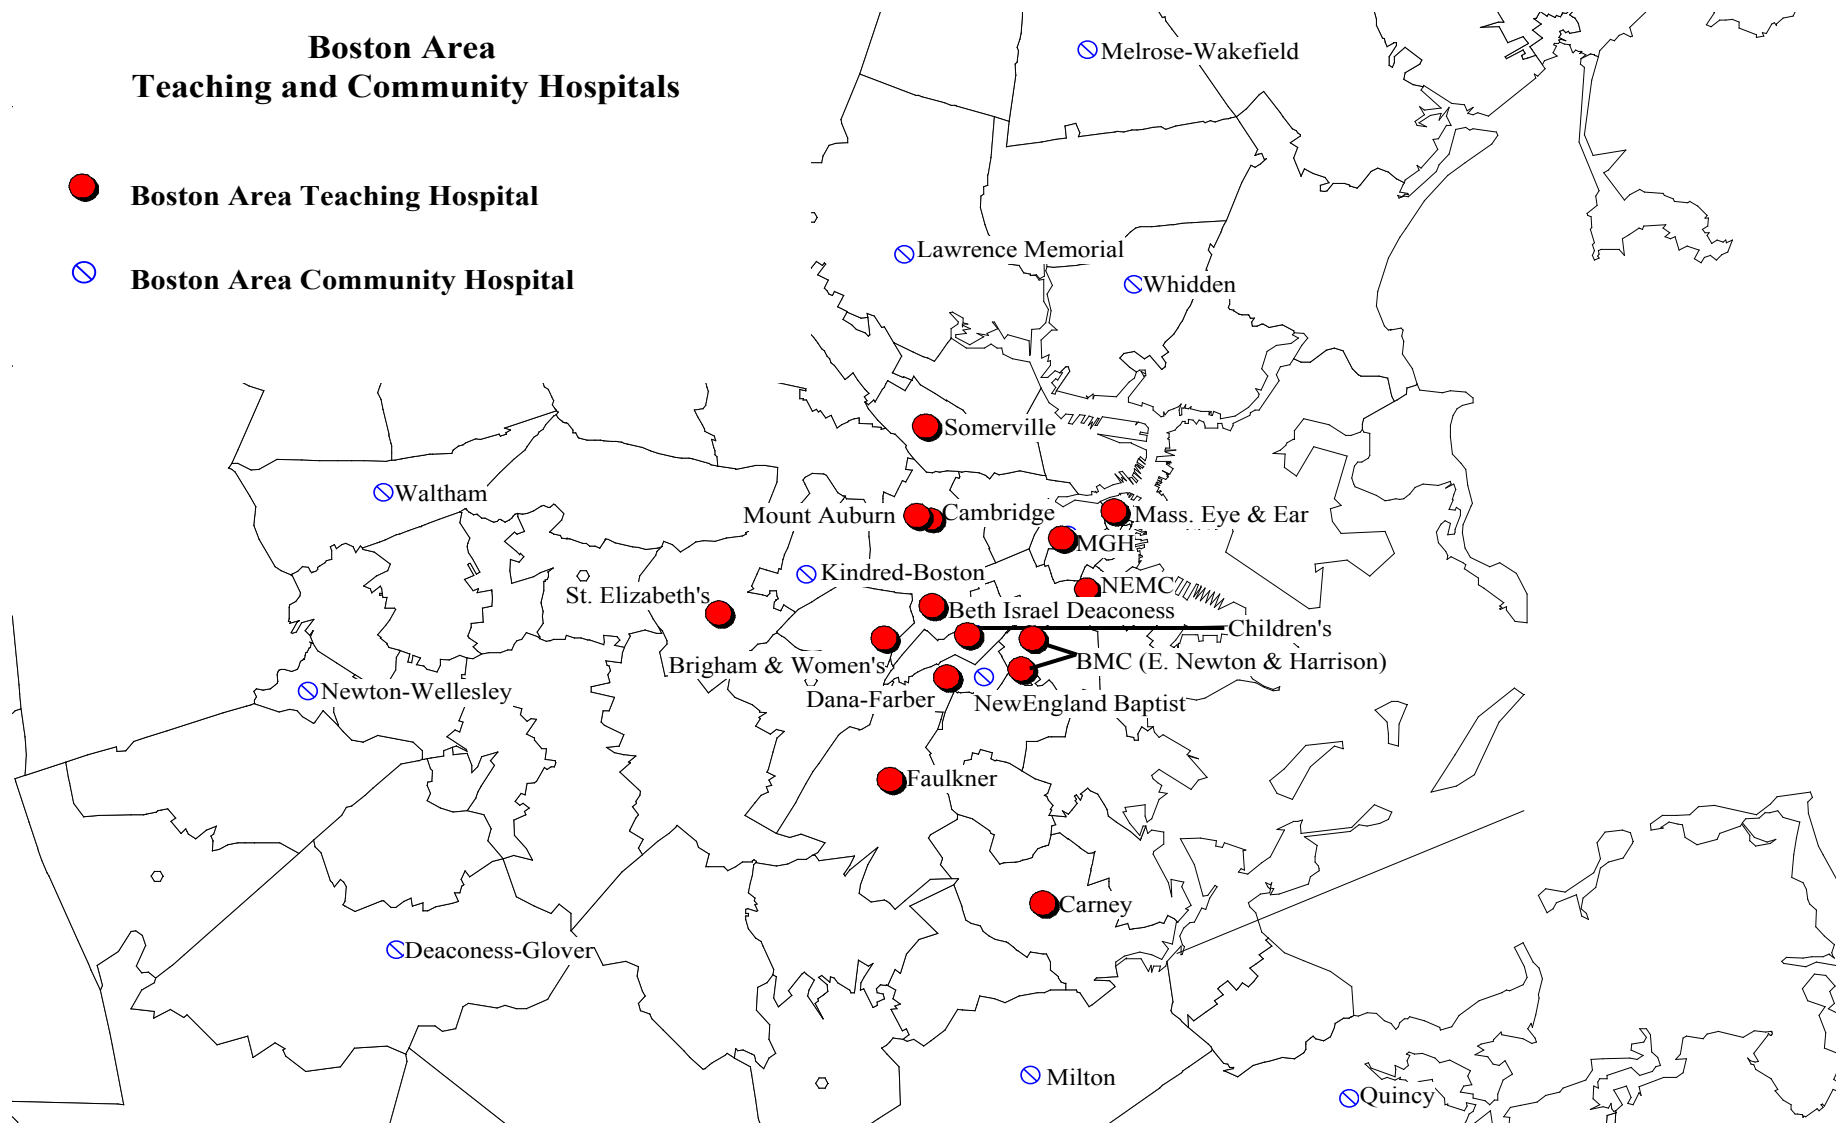 Boston Area
Teaching and Community Hospitals
Boston Area Teaching Hospital
Boston Area Community Hospital
Melrose-Wakefield
Lawrence Memorial
Whidden
Somerville
Waltham
Mount Auburn
Cambridge
Mass. Eye & Ear
MGH
Kindred-Boston
NEMC
St. Elizabeth's
Beth Israel Deaconess
Children's
Brigham & Women's
BMC (E. Newton & Harrison)
Newton-Wellesley
Dana-Farber
NewEngland Baptist
Faulkner
Carney
Deaconess-Glover
Milton
Quincy